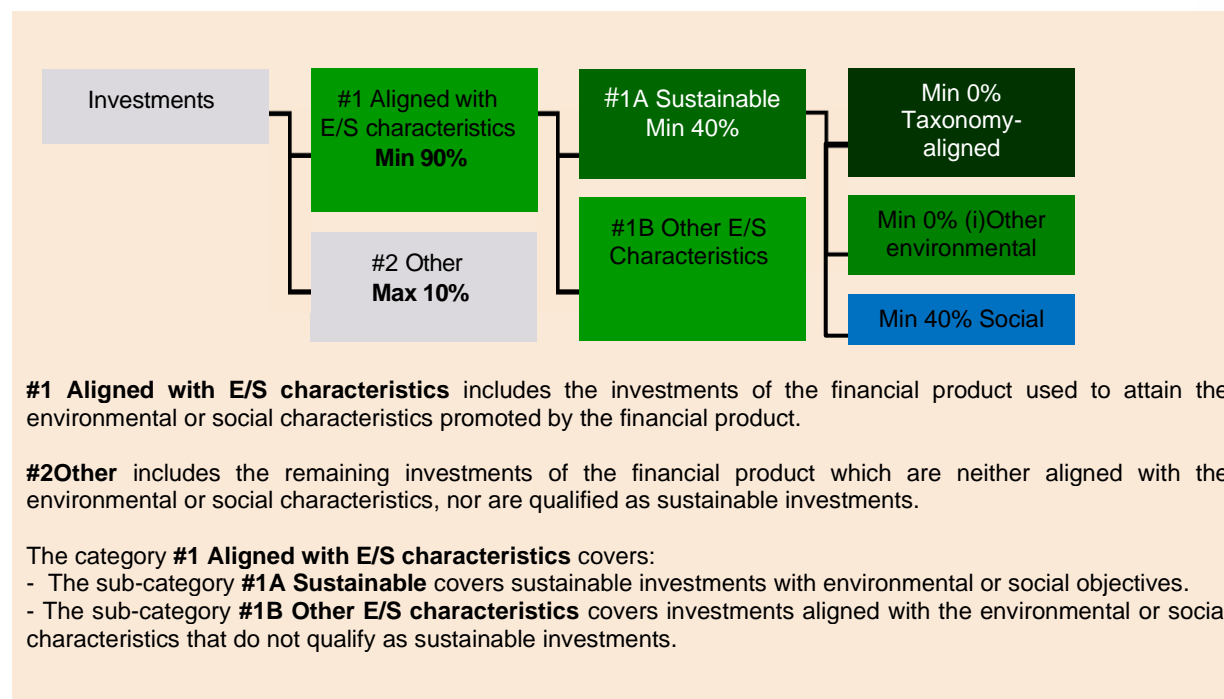 Investments
#1 Aligned with
E/S characteristics
Min 90%
#2 Other
Max 10%
#1A Sustainable
Min 40%
#1B Other E/S
Characteristics
Min 0%
Taxonomy-
aligned
Min 0% (i)Other
environmental
Min 40% Social
#1 Aligned with E/S characteristics includes the investments of the financial product used to attain the
environmental or social characteristics promoted by the financial product.
#2Other includes the remaining investments of the financial product which are neither aligned with the
environmental or social characteristics, nor are qualified as sustainable investments.
The category #1 Aligned with E/S characteristics covers:
- The sub-category #1A Sustainable covers sustainable investments with environmental or social objectives.
- The sub-category #1B Other E/S characteristics covers investments aligned with the environmental or social
characteristics that do not qualify as sustainable investments.